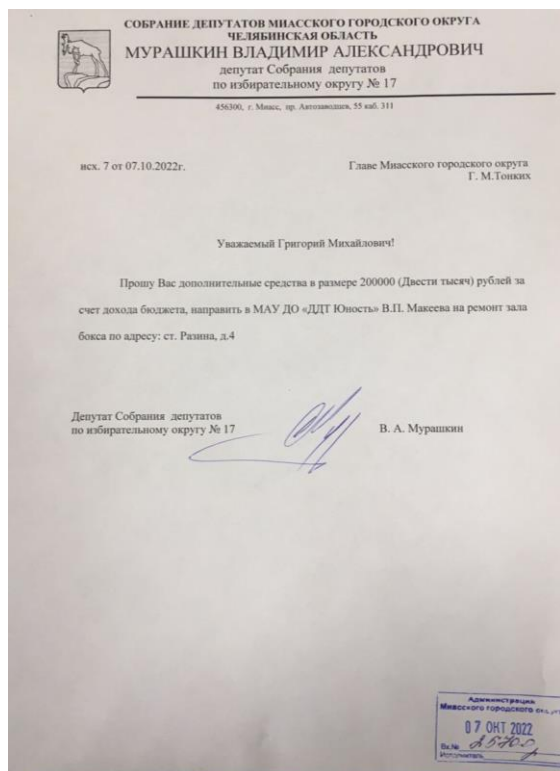 СОБРАНИЕ ДЕПУТАТОВ МИАССКОГО ГОРОДСКОГО ОКРУГА
ЧЕЛЯБИНСКАЯ ОБЛАСТЬ
МУРАШКИН ВЛАДИМИР АЛЕКСАНДРОВИЧ
депутат Собрания депутатов
по избирательному округу № 17
456300, г. Миасс, пр. Автозаводцев, 55 каб. 311
исх. 7 от 07.10.2022г.
Главе Миасского городского округа
Г. М.Тонких
Уважаемый Григорий Михайлович!
Прошу Вас дополнительные средства в размере 200000 (Двести тысяч) рублей за
счет дохода бюджета, направить в МАУ ДО «ДДТ Юность» В.П. Макеева на ремонт зала
бокса по адресу: ст. Разина, д.4
Депутат Собрания депутатов
по избирательному округу № 17
В. А. Мурашкин
Администрация
Миасского городского
07 ОКТ 2022
Вх.№
Исполнитель